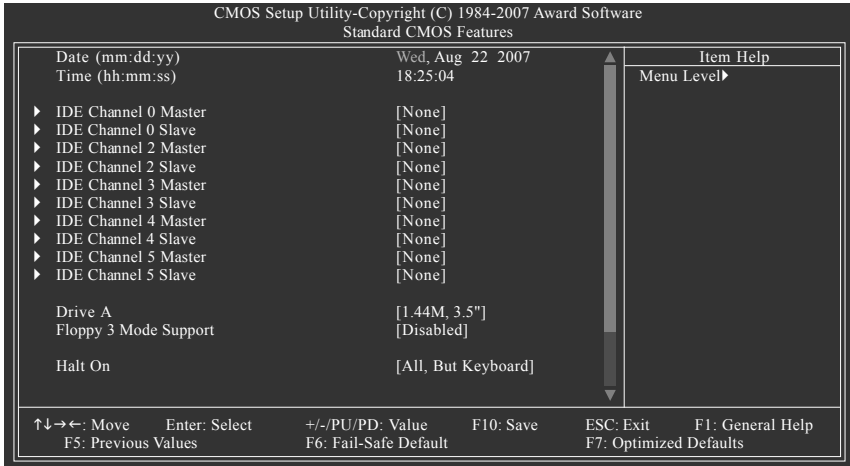 CMOS Setup Utility-Copyright (C) 1984-2007 Award Software
Standard CMOS Features
Date (mm:dd:yy) Wed, Aug 22 2007
Time (hh:mm:ss) 18:25:04
IDE Channel 0 Master [None]
IDE Channel 0 Slave [None]
IDE Channel 2 Master [None]
IDE Channel 2 Slave [None]
IDE Channel 3 Master [None]
IDE Channel 3 Slave [None]
IDE Channel 4 Master [None]
IDE Channel 4 Slave [None]
IDE Channel 5 Master [None]
IDE Channel 5 Slave [None]
Drive A [1.44M, 3.5"]
Floppy 3 Mode Support [Disabled]
Halt On [All, But Keyboard]
Item Help
Menu Level▶
↑↓→←: Move Enter: Select +/-/PU/PD: Value F10: Save ESC: Exit F1: General Help
F5: Previous Values F6: Fail-Safe Default F7: Optimized Defaults